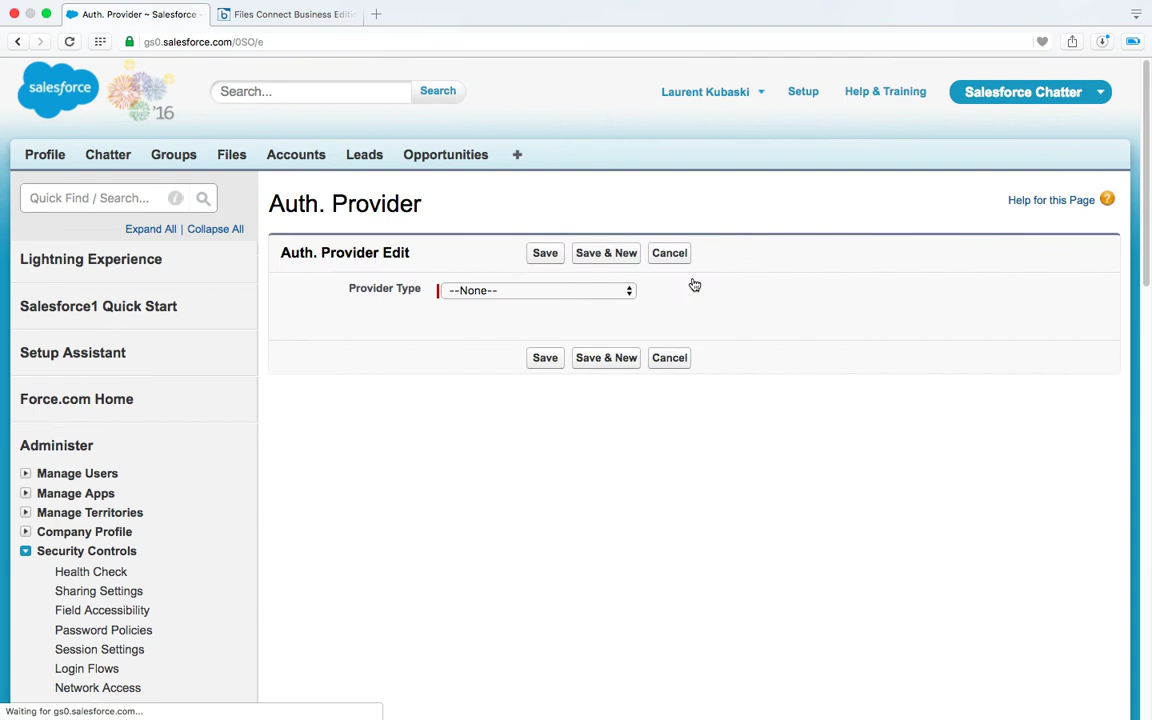 Auth. Provider ~ Salesforce -
Files Connect Business Editio
gs0.salesforce.com/0SO/e
salesforce
'16
Search...
Search
Laurent Kubaski
Setup
Help & Training
Salesforce Chatter
Profile
Chatter
Groups
Files
Accounts
Leads
Opportunities
Quick Find / Search...
Expand All | Collapse All
Lightning Experience
Salesforce1 Quick Start
Setup Assistant
Force.com Home
Administer
Manage Users
Manage Apps
Manage Territories
Company Profile
Security Controls
Health Check
Sharing Settings
Field Accessibility
Password Policies
Session Settings
Login Flows
Network Access
Auth. Provider
Help for this Page
Auth. Provider Edit
Save
Save & New
Cancel
Provider Type
--None--
Save
Save & New
Cancel
Waiting for gs0.salesforce.com...